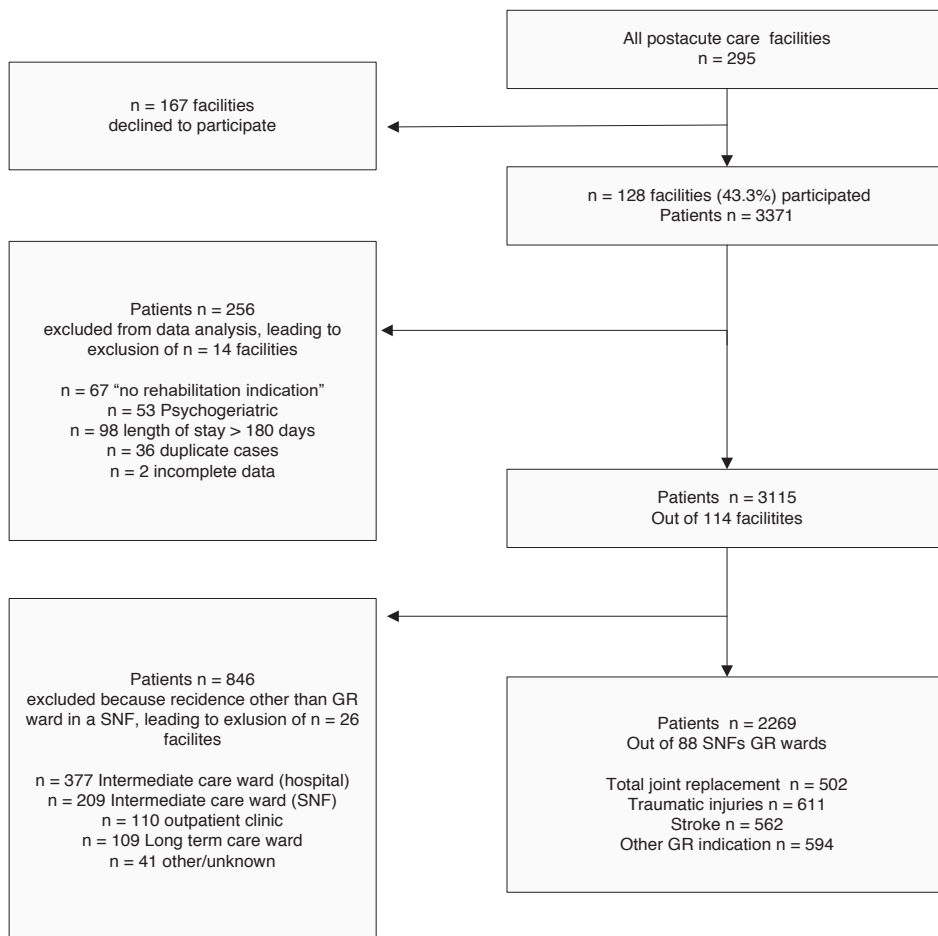 All postacute care facilities
n = 295
n = 167 facilities
declined to participate
n = 128 facilities (43.3%) participated
Patients n = 3371
Patients n = 256
excluded from data analysis, leading to
exclusion of n = 14 facilities
n = 67 “no rehabilitation indication”
n = 53 Psychogeriatric
n = 98 length of stay > 180 days
n = 36 duplicate cases
n = 2 incomplete data
Patients n = 3115
Out of 114 facilitites
Patients n = 846
excluded because recidence other than GR
ward in a SNF, leading to exlusion of n = 26
facilites
n = 377 Intermediate care ward (hospital)
n = 209 Intermediate care ward (SNF)
n = 110 outpatient clinic
n = 109 Long term care ward
n = 41 other/unknown
Patients n = 2269
Out of 88 SNFs GR wards
Total joint replacement n = 502
Traumatic injuries n = 611
Stroke n = 562
Other GR indication n = 594